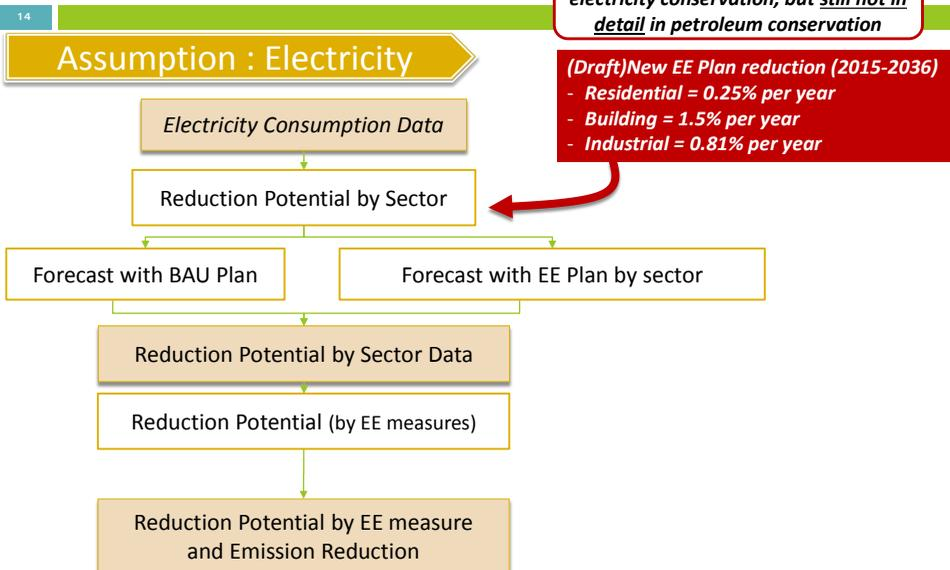 14
electricity conservation, but still not in
detail in petroleum conservation
Assumption : Electricity
(Draft)New EE Plan reduction (2015-2036)
- Residential = 0.25% per year
- Building = 1.5% per year
- Industrial = 0.81% per year
Electricity Consumption Data
Reduction Potential by Sector
Forecast with BAU Plan
Forecast with EE Plan by sector
Reduction Potential by Sector Data
Reduction Potential (by EE measures)
Reduction Potential by EE measure
and Emission Reduction